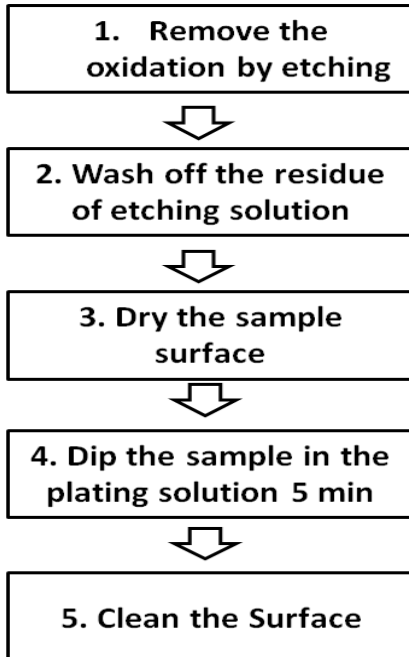 1. Remove the
oxidation by etching
2. Wash off the residue
of etching solution
3. Dry the sample
surface
4. Dip the sample in the
plating solution 5 min
5. Clean the Surface